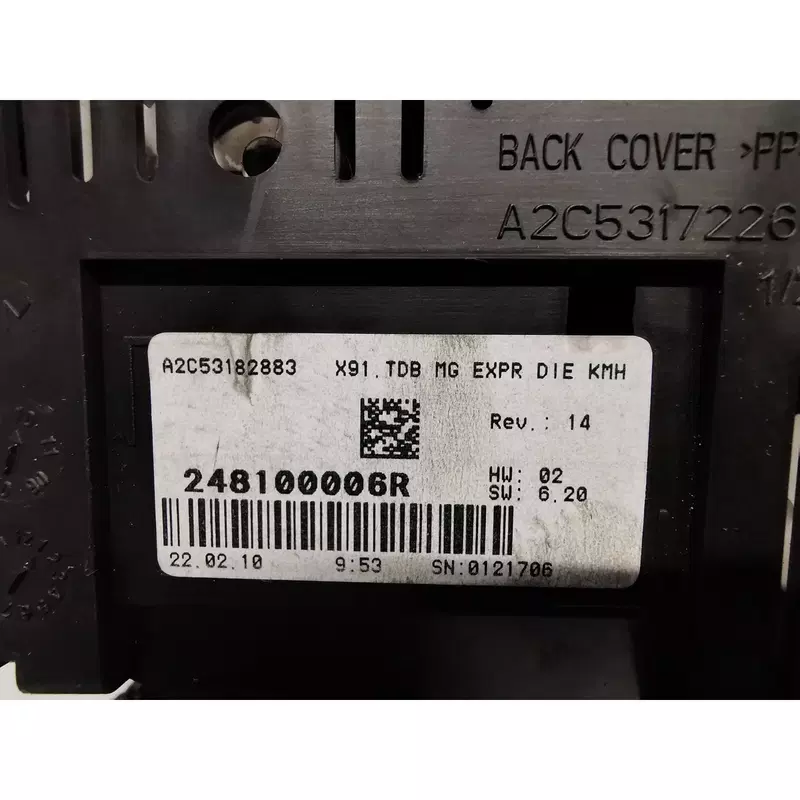 BACK COVER >PP
A2C5317226
1/
A2C53182883 X91.TDB MG EXPR DIE KMH
Rev.: 14
248100006R
HW: 02
SW: 6.20
22.02.10 9:53 SN:0121706